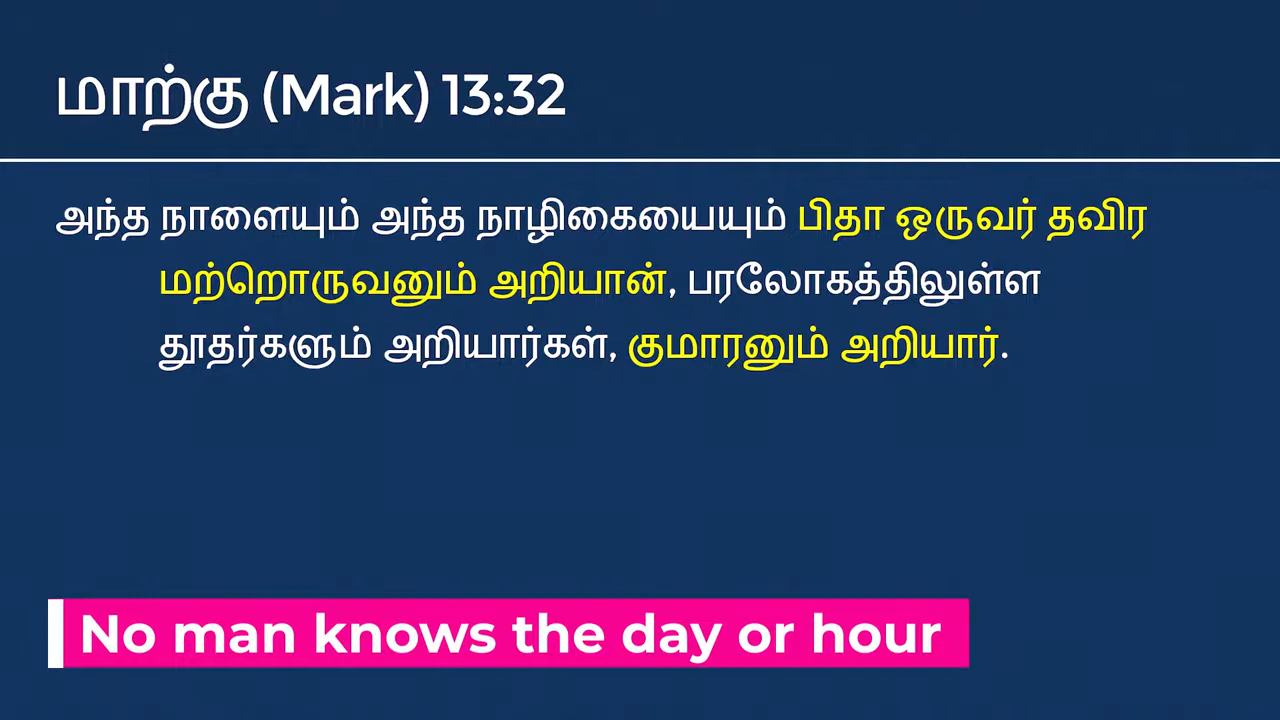 மாற்கு (Mark) 13:32
அந்த நாளையும் அந்த நாழிகையையும் பிதா ஒருவர் தவிர
மற்றொருவனும் அறியான், பரலோகத்திலுள்ள
தூதர்களும் அறியார்கள், குமாரனும் அறியார்.
No man knows the day or hour